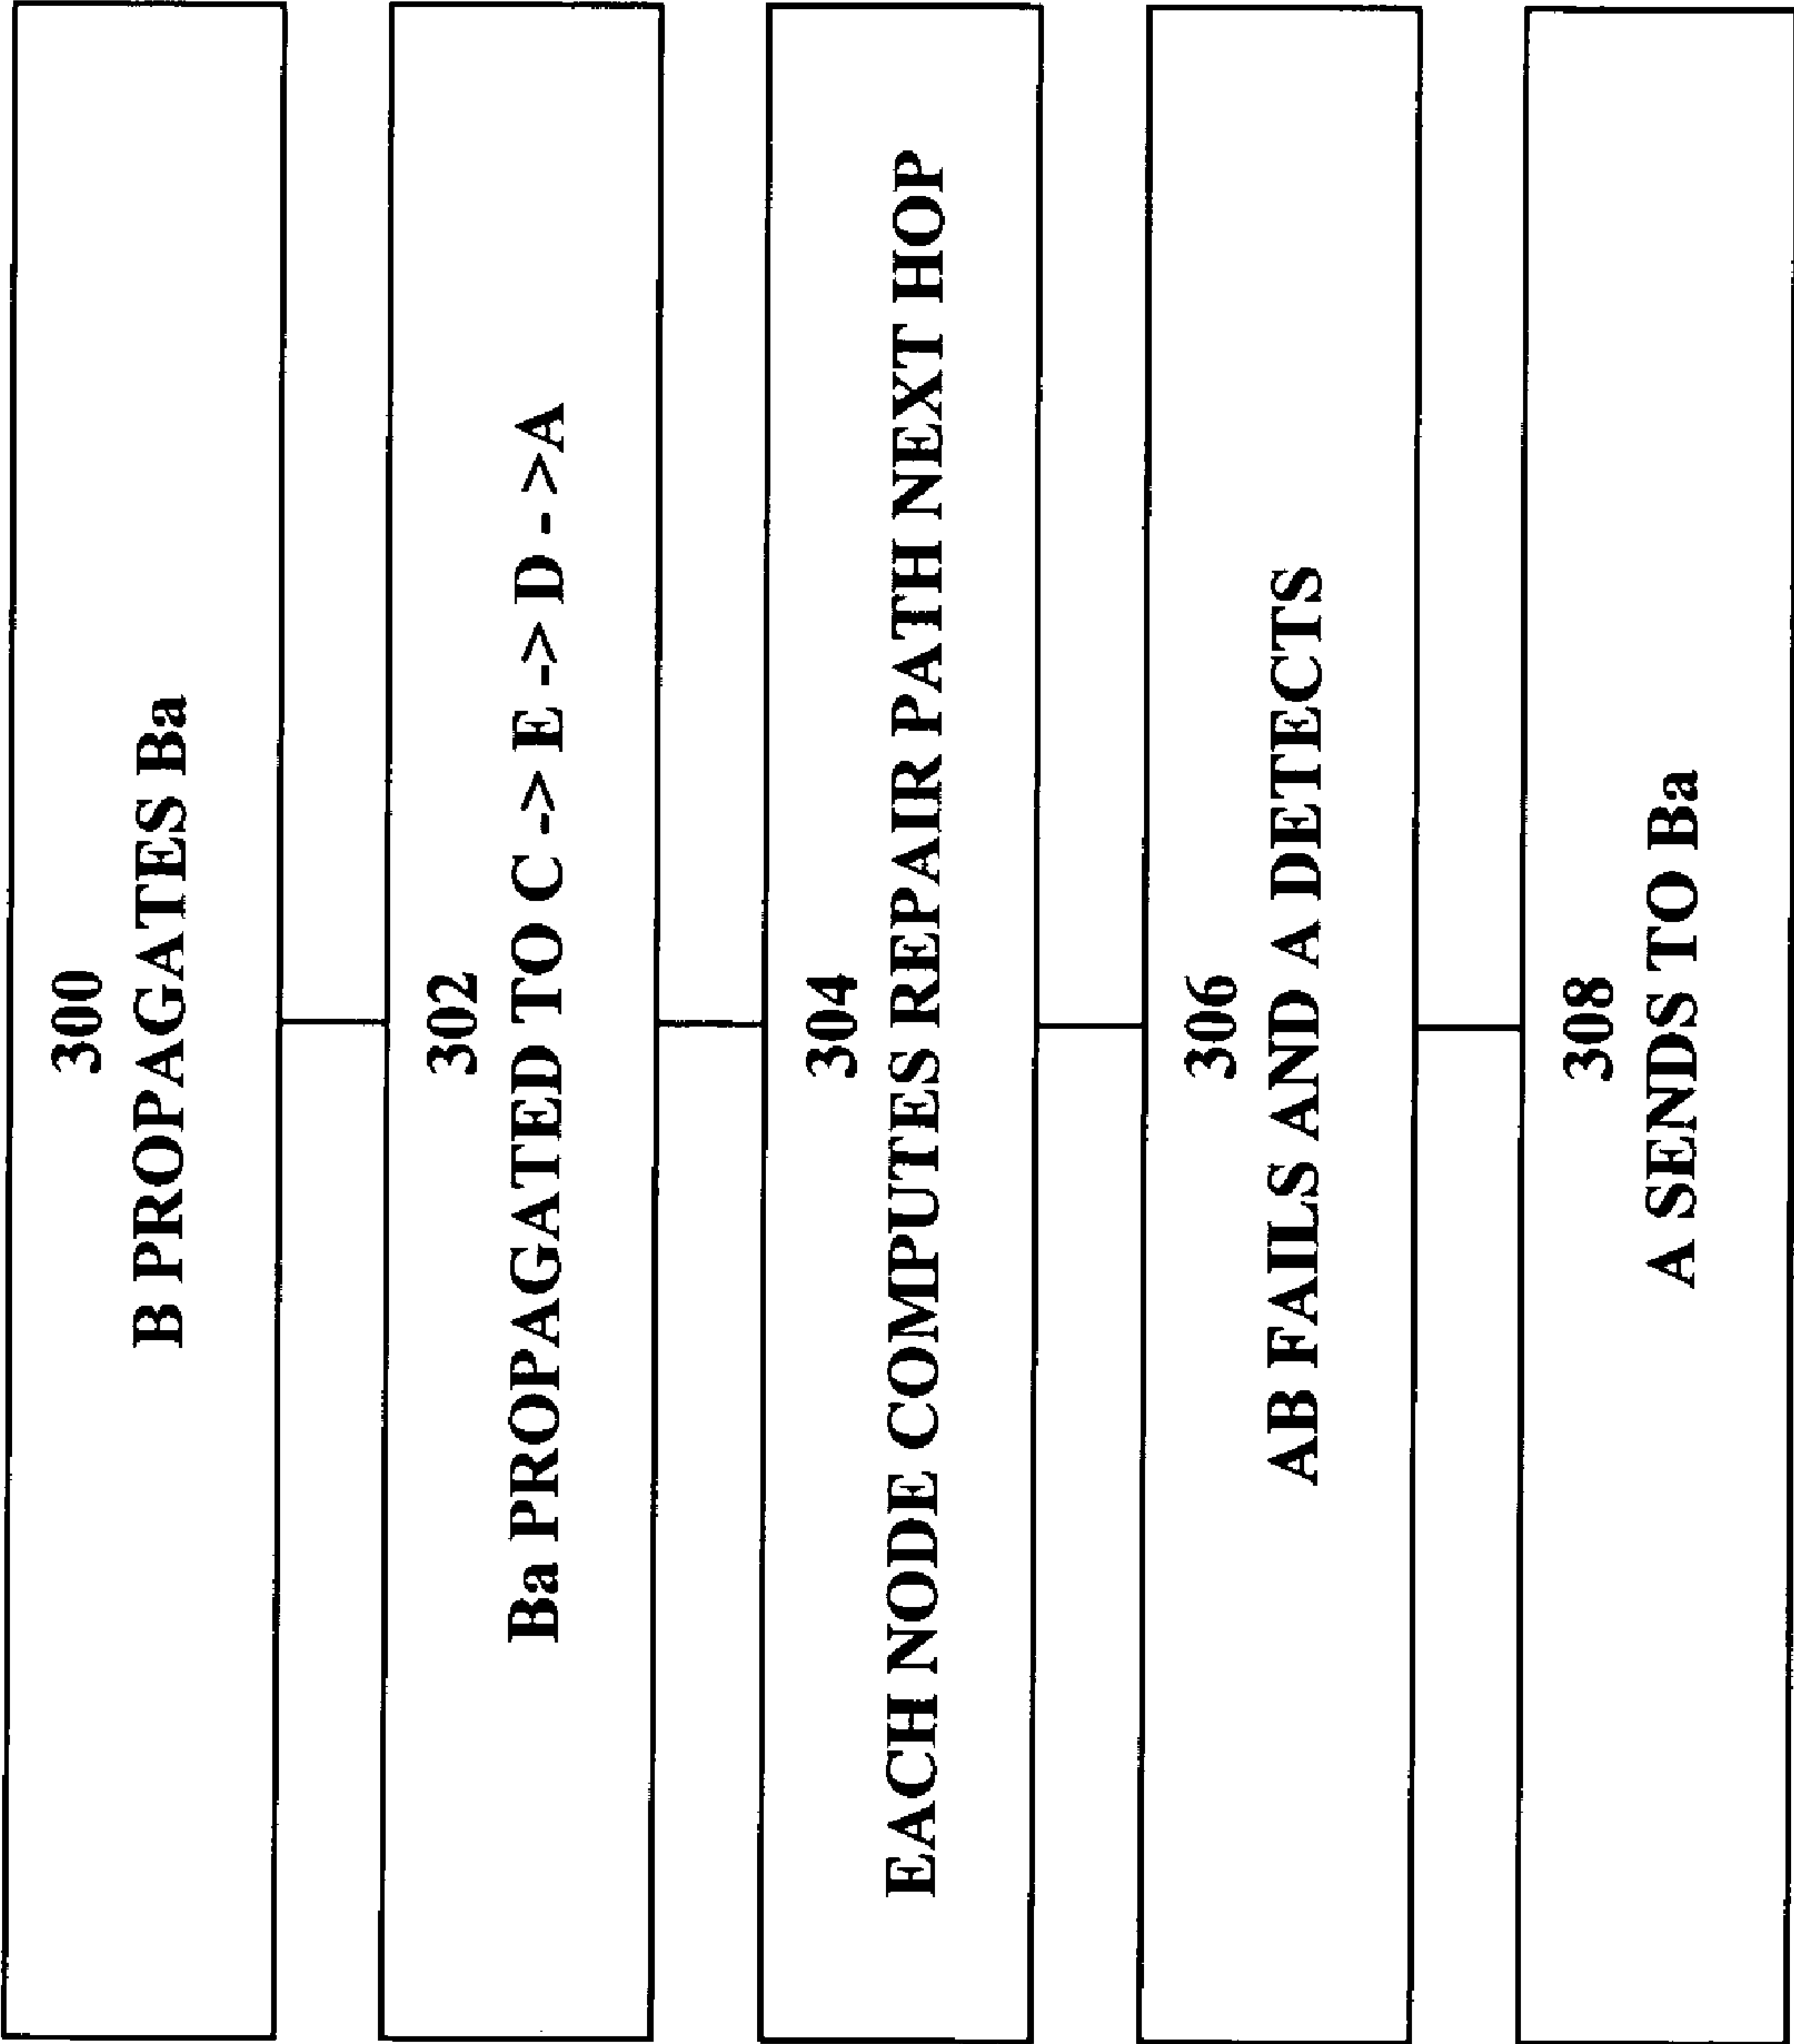 300
B PROPAGATES Ba
302
Ba PROPAGATED TO C -> E -> D - >A
304
EACH NODE COMPUTES REPAIR PATH NEXT HOP
306
AB FAILS AND A DETECTS
308
A SENDS TO Ba